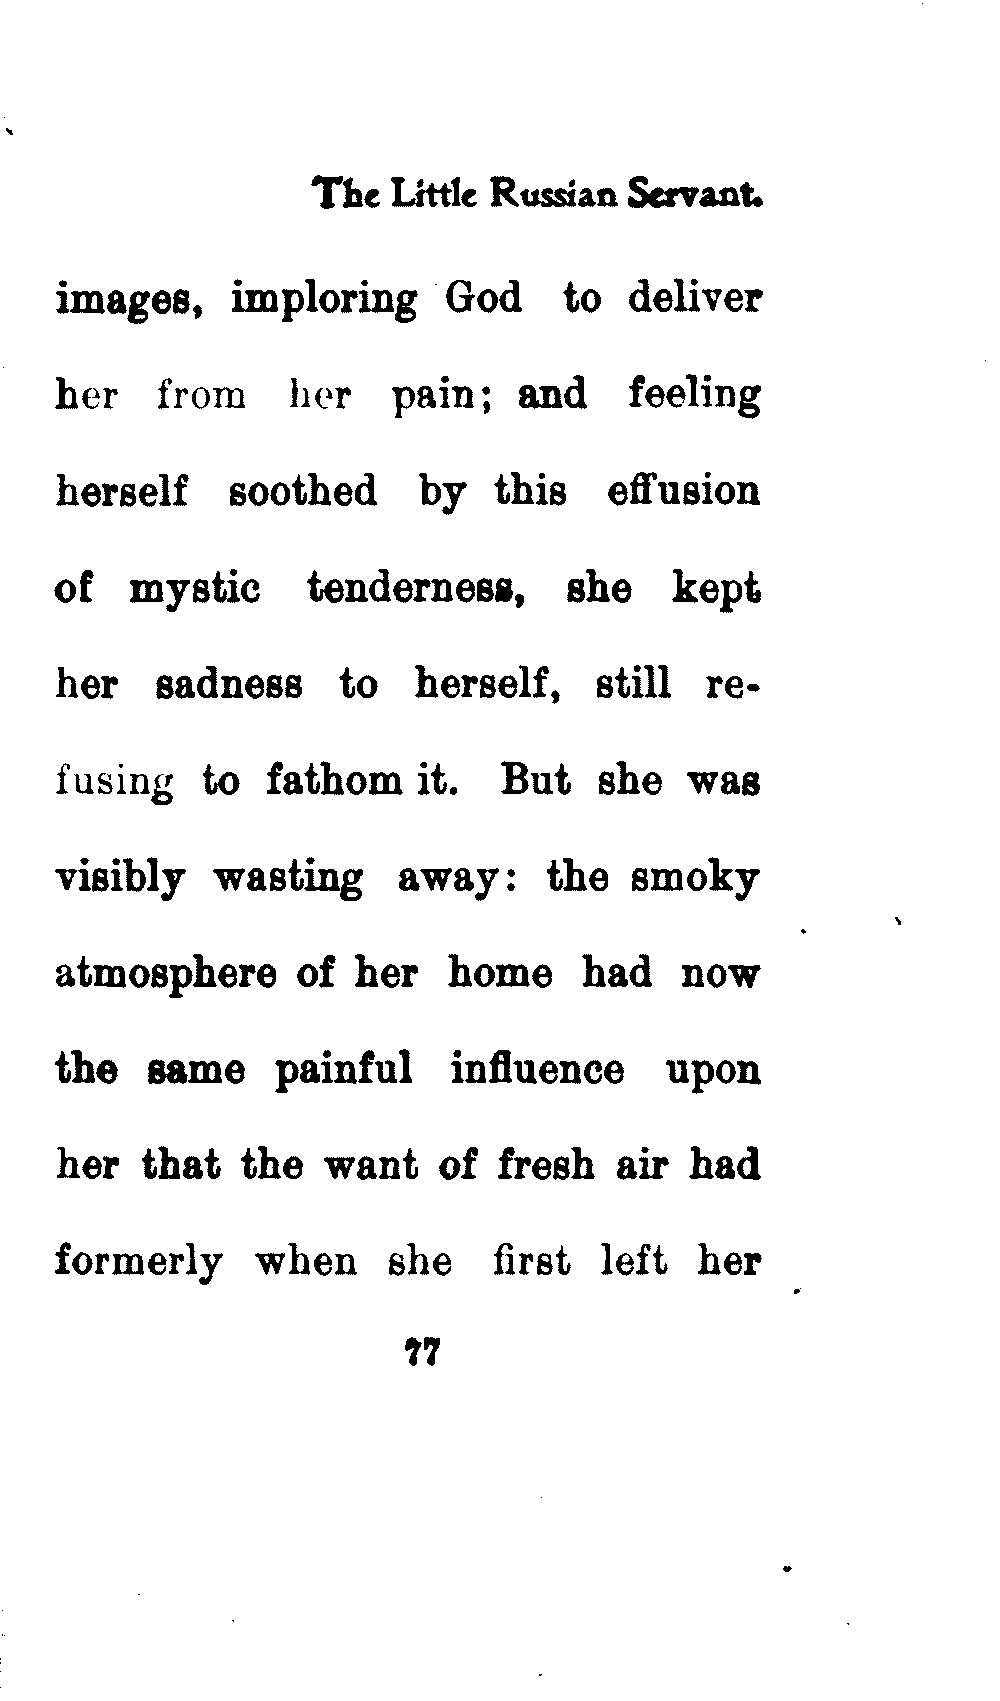 The Little Russian Servant.
images, imploring God to deliver
her from her pain; and feeling
herself soothed by this effusion
of mystic tenderness, she kept
her sadness to herself, still re-
fusing to fathom it. But she was
visibly wasting away: the smoky
atmosphere of her home had now
the same painful influence upon
her that the want of fresh air had
formerly when she first left her
77